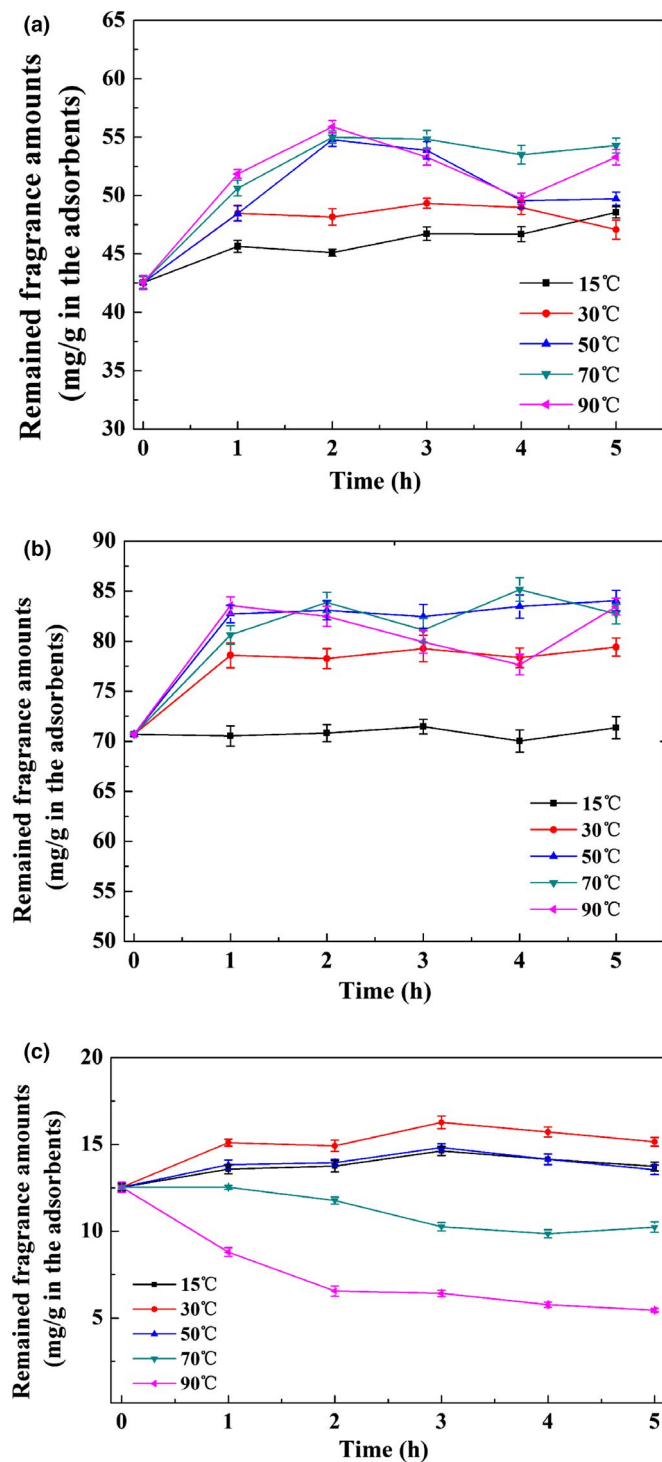 (a)
65
60
55
50
45
40
35
30
Remained fragrance amounts
(mg/g in the adsorbents)
15℃
30℃
50℃
70℃
90℃
0 1 2 3 4 5
Time (h)
(b)
90
85
80
75
70
65
60
55
50
Remained fragrance amounts
(mg/g in the adsorbents)
15℃
30℃
50℃
70℃
90℃
0 1 2 3 4 5
Time (h)
(c)
20
15
10
5
Remained fragrance amounts
(mg/g in the adsorbents)
15℃
30℃
50℃
70℃
90℃
0 1 2 3 4 5
Time (h)